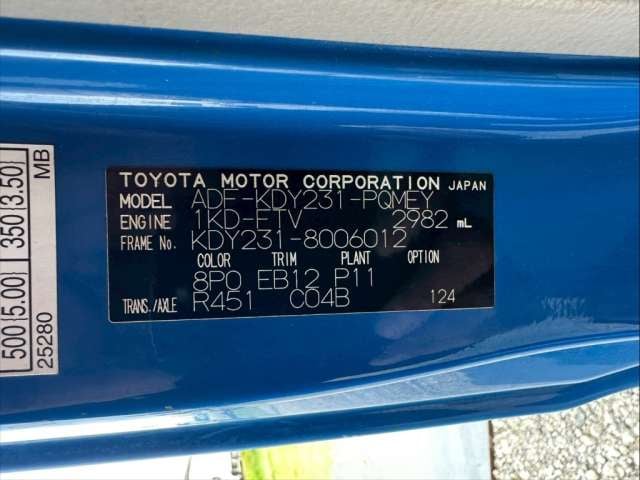 TOYOTA MOTOR CORPORATION JAPAN
MODEL ADF-KDY231-PQMEY
ENGINE 1KD-FTV 2982 mL
FRAME No. KDY231-8006012
COLOR TRIM PLANT OPTION
8P0 EB12 P11
TRANS./AXLE R451 C04B 124
500(5.00) 350(3.50)
25280 MB